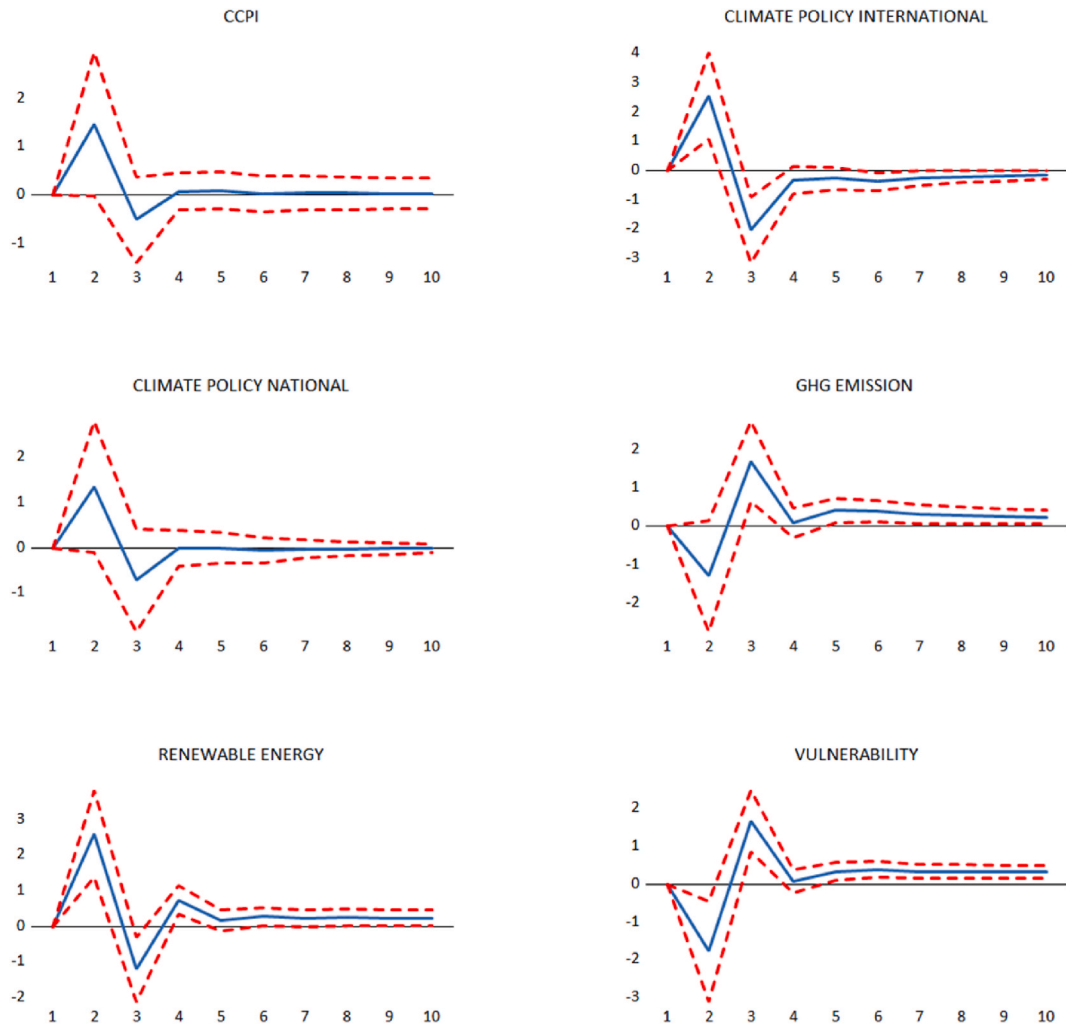 CCPI
2
1
0
-1
1 2 3 4 5 6 7 8 9 10
CLIMATE POLICY INTERNATIONAL
4
3
2
1
0
-1
-2
-3
1 2 3 4 5 6 7 8 9 10
CLIMATE POLICY NATIONAL
2
1
0
-1
1 2 3 4 5 6 7 8 9 10
GHG EMISSION
2
1
0
-1
-2
1 2 3 4 5 6 7 8 9 10
RENEWABLE ENERGY
3
2
1
0
-1
-2
1 2 3 4 5 6 7 8 9 10
VULNERABILITY
2
1
0
-1
-2
-3
1 2 3 4 5 6 7 8 9 10